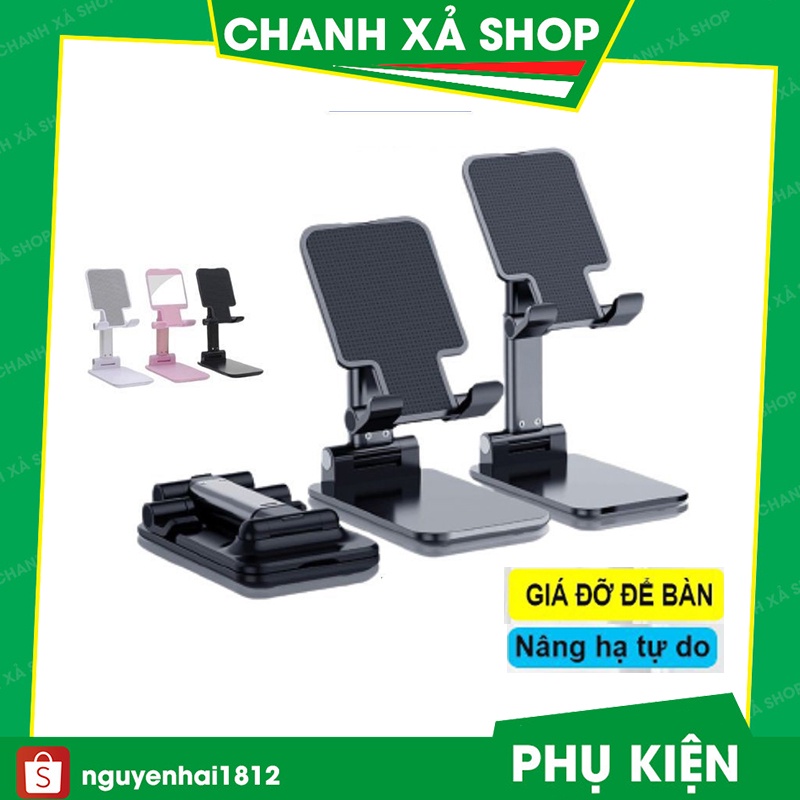 CHANH XẢ SHOP
GIÁ ĐỠ ĐỂ BÀN
Nâng hạ tự do
S
nguyenhai1812
PHỤ KIỆN